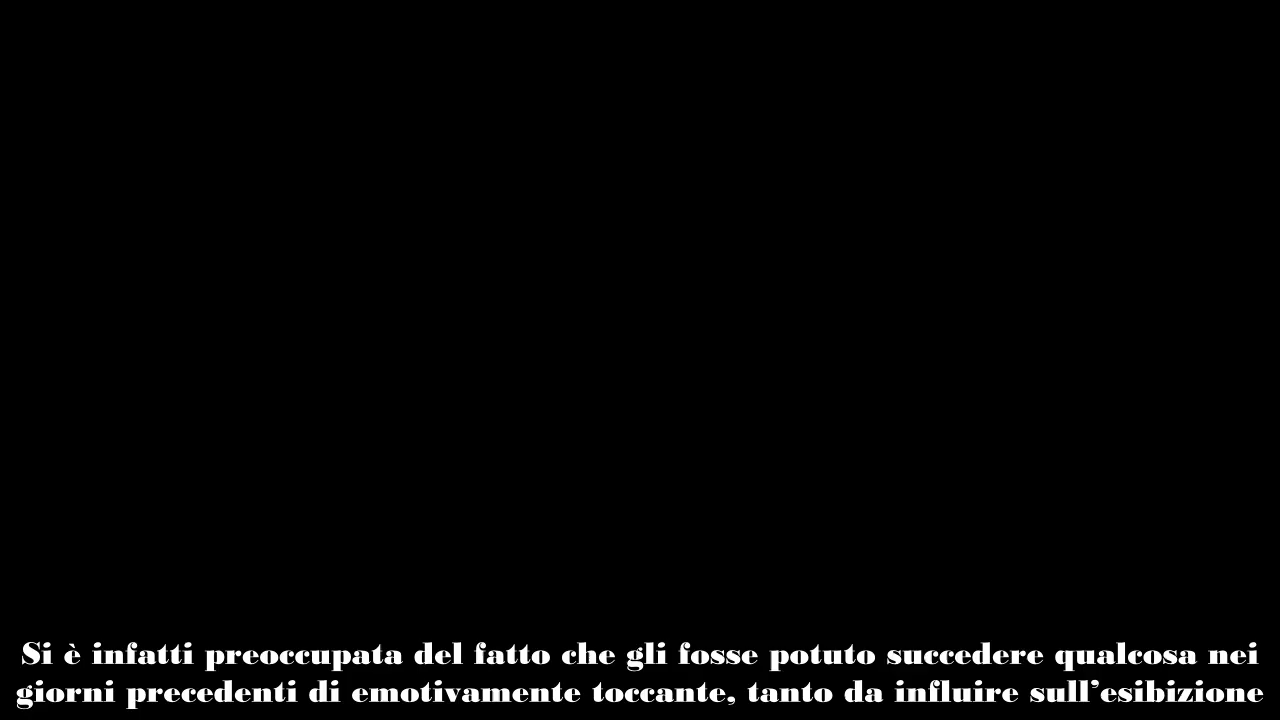 Si è infatti preoccupata del fatto che gli fosse potuto succedere qualcosa nei
giorni precedenti di emotivamente toccante, tanto da influire sull’esibizione